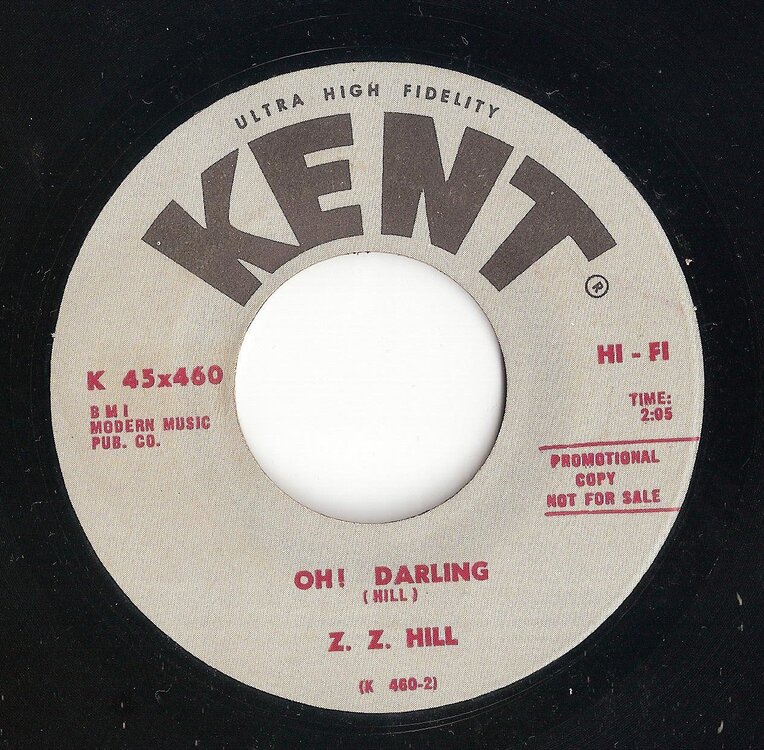 ULTRA HIGH FIDELITY
KENT
®
K 45x460
BMI
MODERN MUSIC
PUB. CO.
HI - FI
TIME:
2:05
PROMOTIONAL
COPY
NOT FOR SALE
OH! DARLING
(HILL)
Z. Z. HILL
(K 460-2)